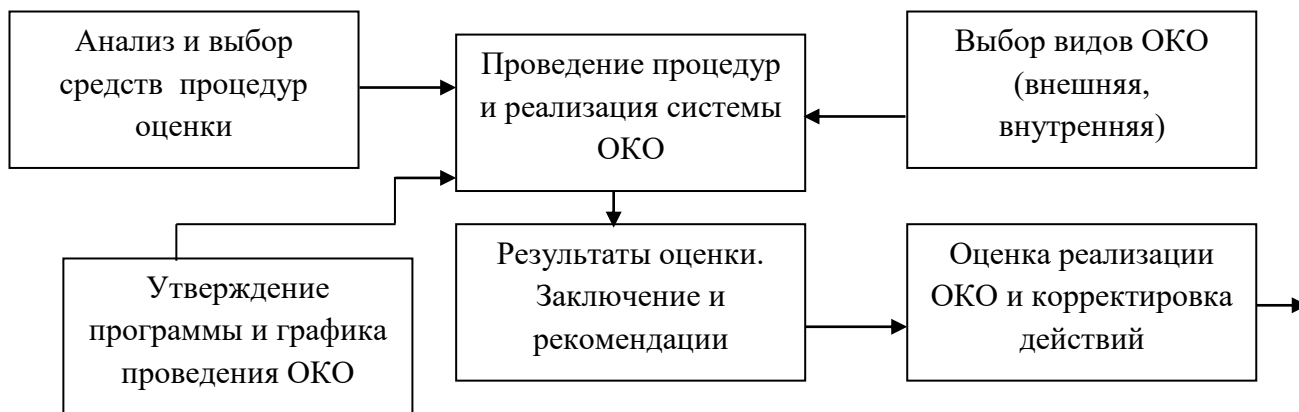 Анализ и выбор
средств процедур
оценки
Проведение процедур
и реализация системы
ОКО
Выбор видов ОКО
(внешняя,
внутренняя)
Утверждение
программы и графика
проведения ОКО
Результаты оценки.
Заключение и
рекомендации
Оценка реализации
ОКО и корректировка
действий